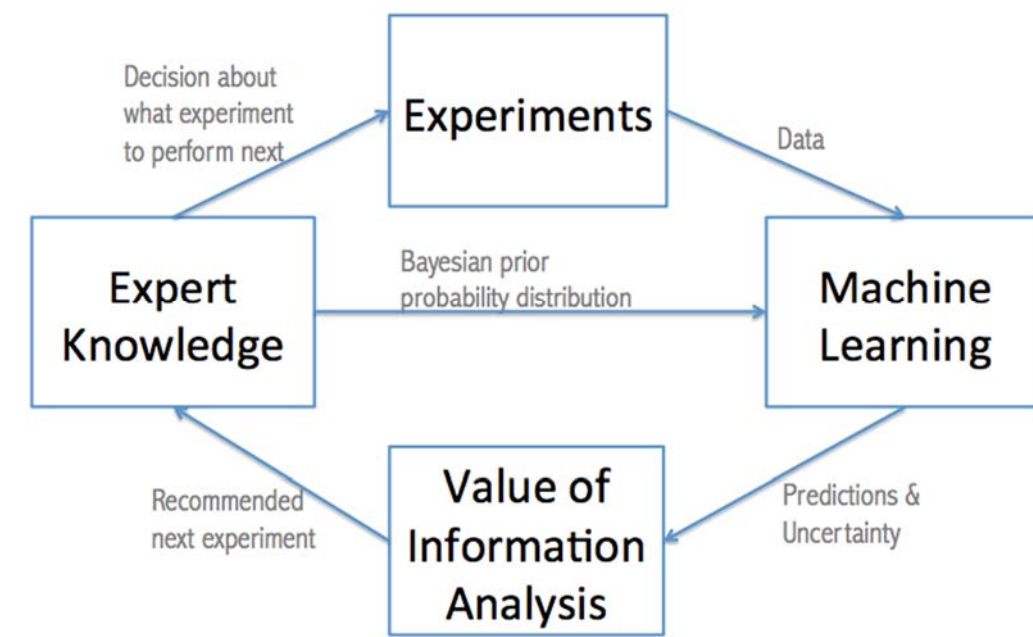 Decision about
what experiment
to perform next
Experiments
Data
Expert
Knowledge
Bayesian prior
probability distribution
Machine
Learning
Recommended
next experiment
Value of
Information
Analysis
Predictions &
Uncertainty